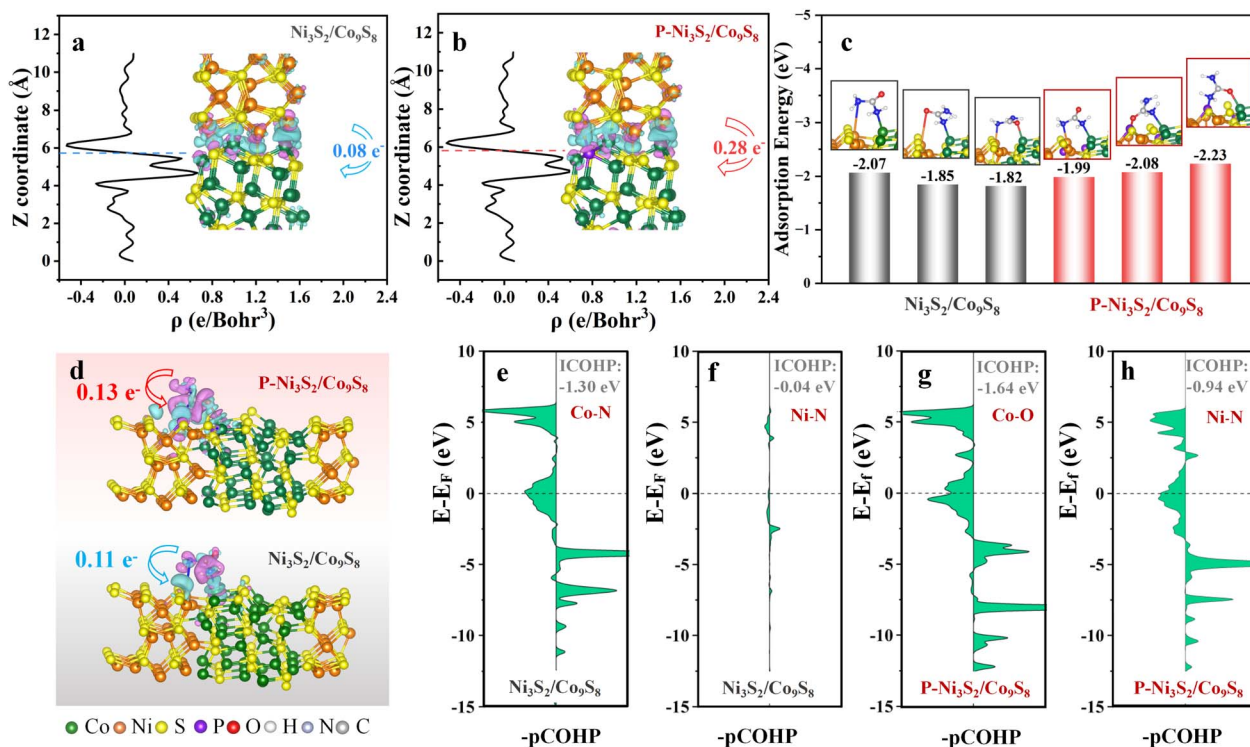 a
Ni₃S₂/Co₉S₈
Z coordinate (Å)
12
10
8
6
4
2
0
0.08 e⁻
-0.4 0.0 0.4 0.8 1.2 1.6 2.0 2.4
ρ (e/Bohr³)
b
P-Ni₃S₂/Co₉S₈
Z coordinate (Å)
12
10
8
6
4
2
0
0.28 e⁻
-0.4 0.0 0.4 0.8 1.2 1.6 2.0 2.4
ρ (e/Bohr³)
c
Adsorption Energy (eV)
-5
-4
-3
-2
-1
0
-2.07 -1.85 -1.82 -1.99 -2.08 -2.23
Ni₃S₂/Co₉S₈ P-Ni₃S₂/Co₉S₈
d
P-Ni₃S₂/Co₉S₈
0.13 e⁻
Ni₃S₂/Co₉S₈
0.11 e⁻
Co Ni S P O H N C
e
ICOHP:
-1.30 eV
Co-N
E-E_F (eV)
10
5
0
-5
-10
-15
Ni₃S₂/Co₉S₈
-pCOHP
f
ICOHP:
-0.04 eV
Ni-N
E-E_F (eV)
10
5
0
-5
-10
-15
Ni₃S₂/Co₉S₈
-pCOHP
g
ICOHP:
-1.64 eV
Co-O
E-E_f (eV)
10
5
0
-5
-10
-15
P-Ni₃S₂/Co₉S₈
-pCOHP
h
ICOHP:
-0.94 eV
Ni-N
E-E_f (eV)
10
5
0
-5
-10
-15
P-Ni₃S₂/Co₉S₈
-pCOHP